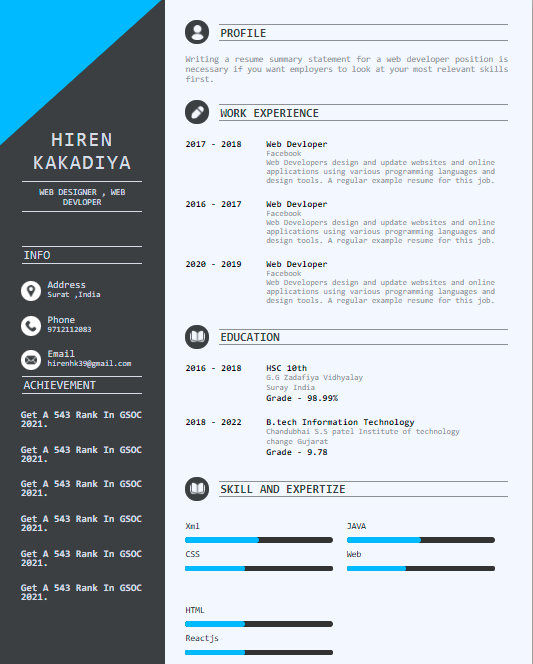 HIREN
KAKADIYA
WEB DESIGNER , WEB
DEVLOPER
INFO
Address
Surat ,India
Phone
9712112083
Email
hirenhk39@gmail.com
ACHIEVEMENT
Get A 543 Rank In GSOC
2021.
Get A 543 Rank In GSOC
2021.
Get A 543 Rank In GSOC
2021.
Get A 543 Rank In GSOC
2021.
Get A 543 Rank In GSOC
2021.
Get A 543 Rank In GSOC
2021.
PROFILE
Writing a resume summary statement for a web developer position is
necessary if you want employers to look at your most relevant skills
first.
WORK EXPERIENCE
2017 - 2018 Web Devloper
Facebook
Web Developers design and update websites and online
applications using various programming languages and
design tools. A regular example resume for this job.
2016 - 2017 Web Devloper
Facebook
Web Developers design and update websites and online
applications using various programming languages and
design tools. A regular example resume for this job.
2020 - 2019 Web Devloper
Facebook
Web Developers design and update websites and online
applications using various programming languages and
design tools. A regular example resume for this job.
EDUCATION
2016 - 2018 HSC 10th
G.G Zadafiya Vidhyalay
Suray India
Grade - 98.99%
2018 - 2022 B.tech Information Technology
Chandubhai S.S patel Institute of technology
change Gujarat
Grade - 9.78
SKILL AND EXPERTIZE
Xml JAVA
CSS Web
HTML
Reactjs